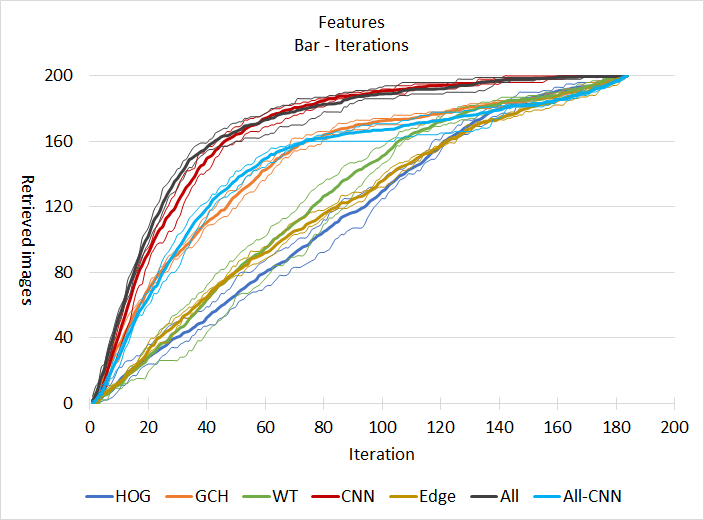 Features
Bar - Iterations
Retrieved images
200
160
120
80
40
0
0 20 40 60 80 100 120 140 160 180 200
Iteration
HOG GCH WT CNN Edge All All-CNN